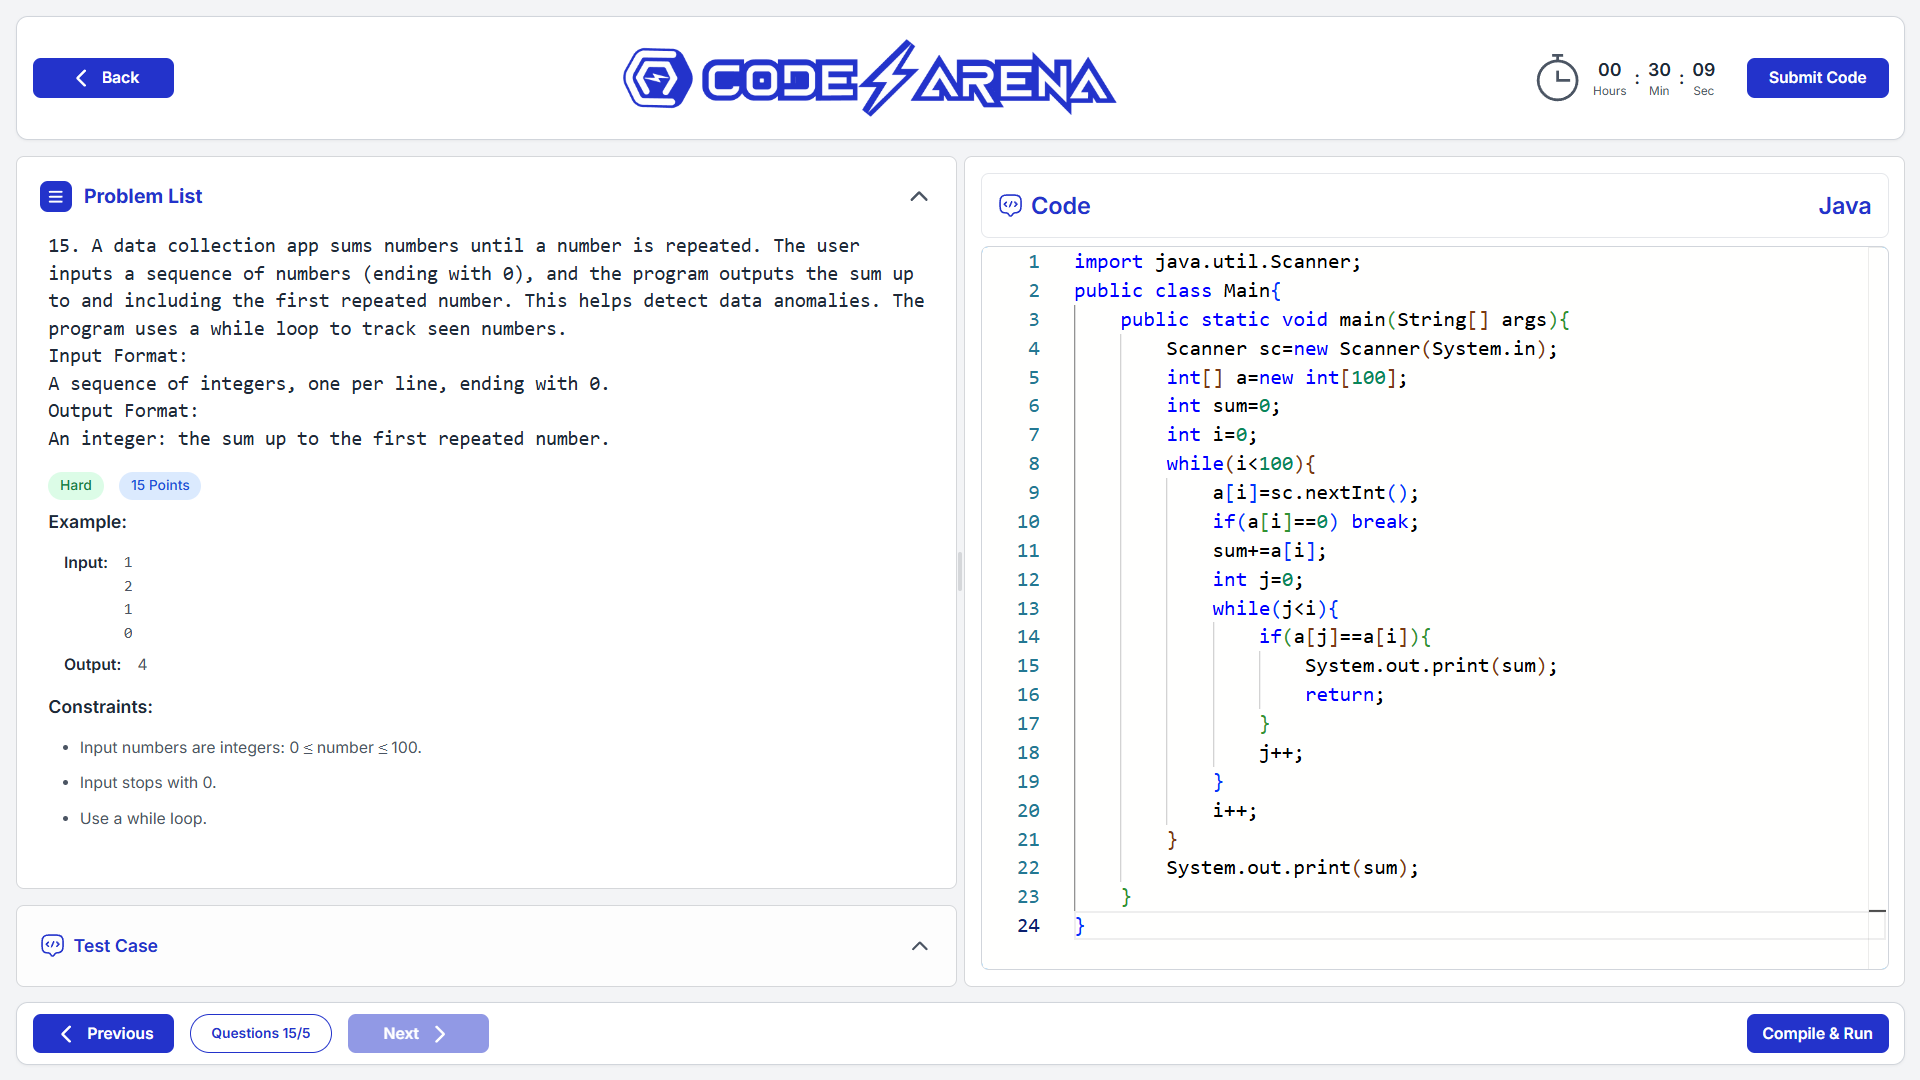 Back
CODE ARENA
00 : 30 : 09
Hours Min Sec
Submit Code
Problem List
15. A data collection app sums numbers until a number is repeated. The user
inputs a sequence of numbers (ending with 0), and the program outputs the sum up
to and including the first repeated number. This helps detect data anomalies. The
program uses a while loop to track seen numbers.
Input Format:
A sequence of integers, one per line, ending with 0.
Output Format:
An integer: the sum up to the first repeated number.
Hard 15 Points
Example:
Input: 1
2
1
0
Output: 4
Constraints:
• Input numbers are integers: 0 ≤ number ≤ 100.
• Input stops with 0.
• Use a while loop.
Test Case
Code
Java
1 import java.util.Scanner;
2 public class Main{
3 public static void main(String[] args){
4 Scanner sc=new Scanner(System.in);
5 int[] a=new int[100];
6 int sum=0;
7 int i=0;
8 while(i<100){
9 a[i]=sc.nextInt();
10 if(a[i]==0) break;
11 sum+=a[i];
12 int j=0;
13 while(j<i){
14 if(a[j]==a[i]){
15 System.out.print(sum);
16 return;
17 }
18 j++;
19 }
20 i++;
21 }
22 System.out.print(sum);
23 }
24 }
Previous
Questions 15/5
Next
Compile & Run